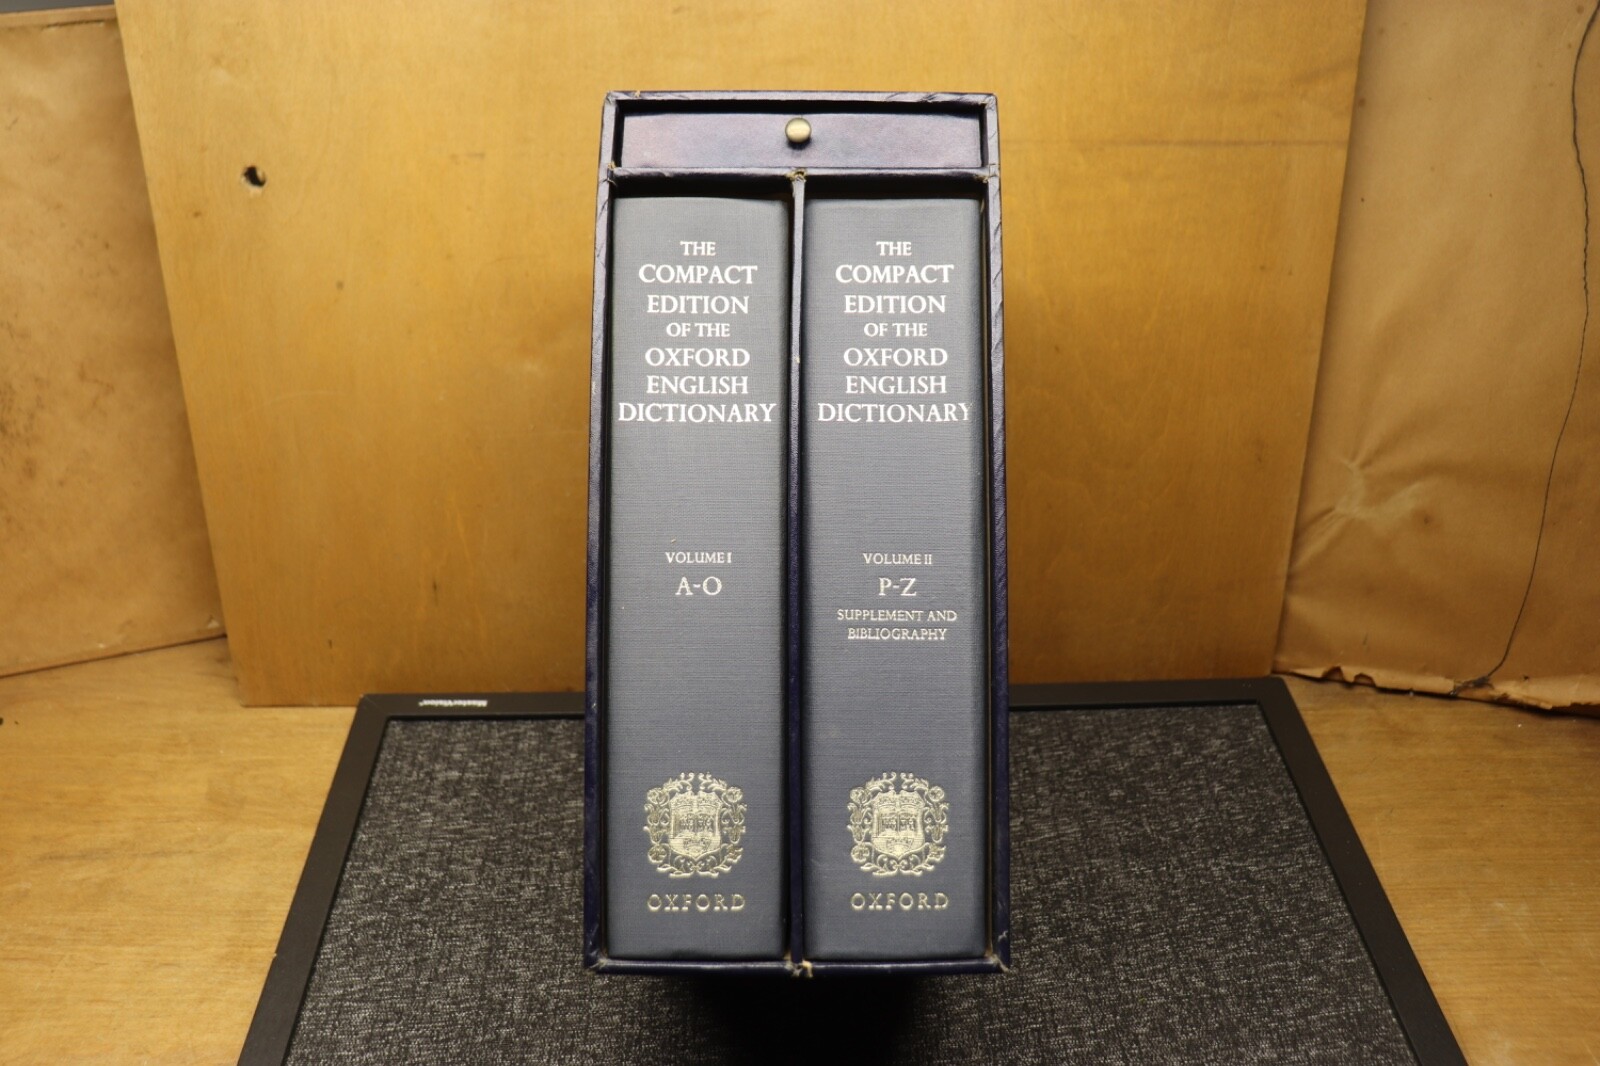 THE
COMPACT
EDITION
OF THE
OXFORD
ENGLISH
DICTIONARY
VOLUME I
A-O
OXFORD
THE
COMPACT
EDITION
OF THE
OXFORD
ENGLISH
DICTIONARY
VOLUME II
P-Z
SUPPLEMENT AND
BIBLIOGRAPHY
OXFORD
MasterVision